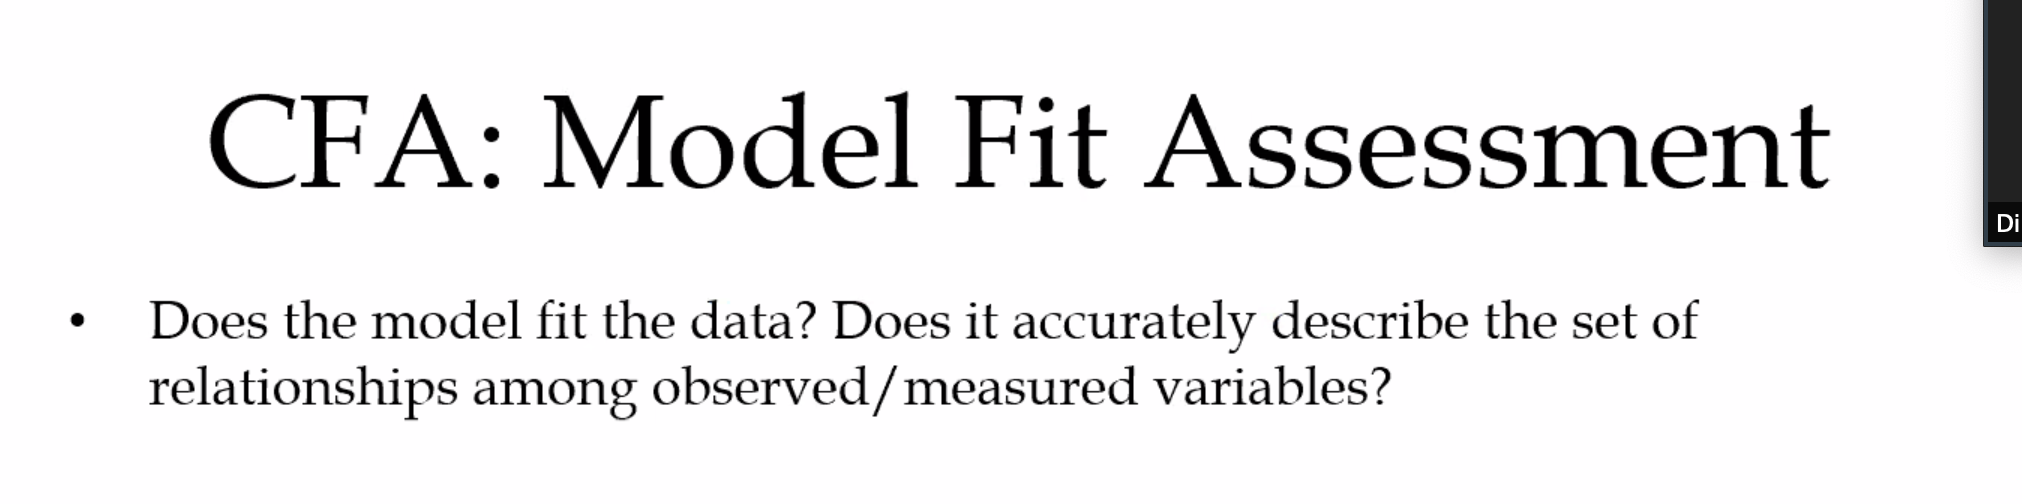 CFA: Model Fit Assessment
Di
• Does the model fit the data? Does it accurately describe the set of
relationships among observed/measured variables?